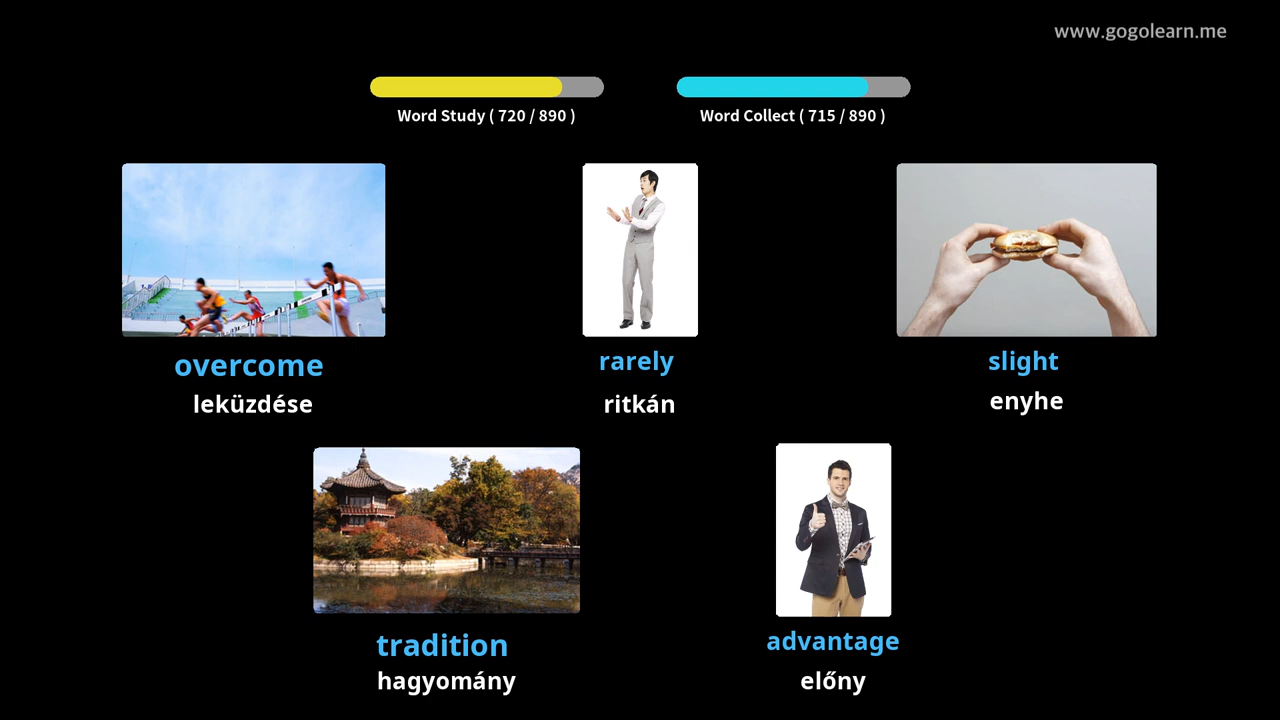 www.gogolearn.me
Word Study ( 720 / 890 )
Word Collect ( 715 / 890 )
overcome
leküzdése
rarely
ritkán
slight
enyhe
tradition
hagyomány
advantage
előny